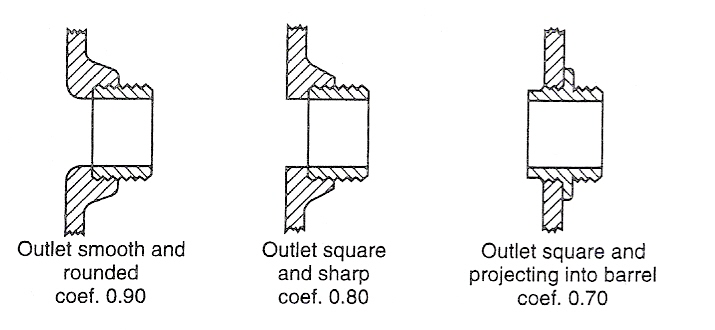 Outlet smooth and
rounded
coef. 0.90
Outlet square
and sharp
coef. 0.80
Outlet square and
projecting into barrel
coef. 0.70